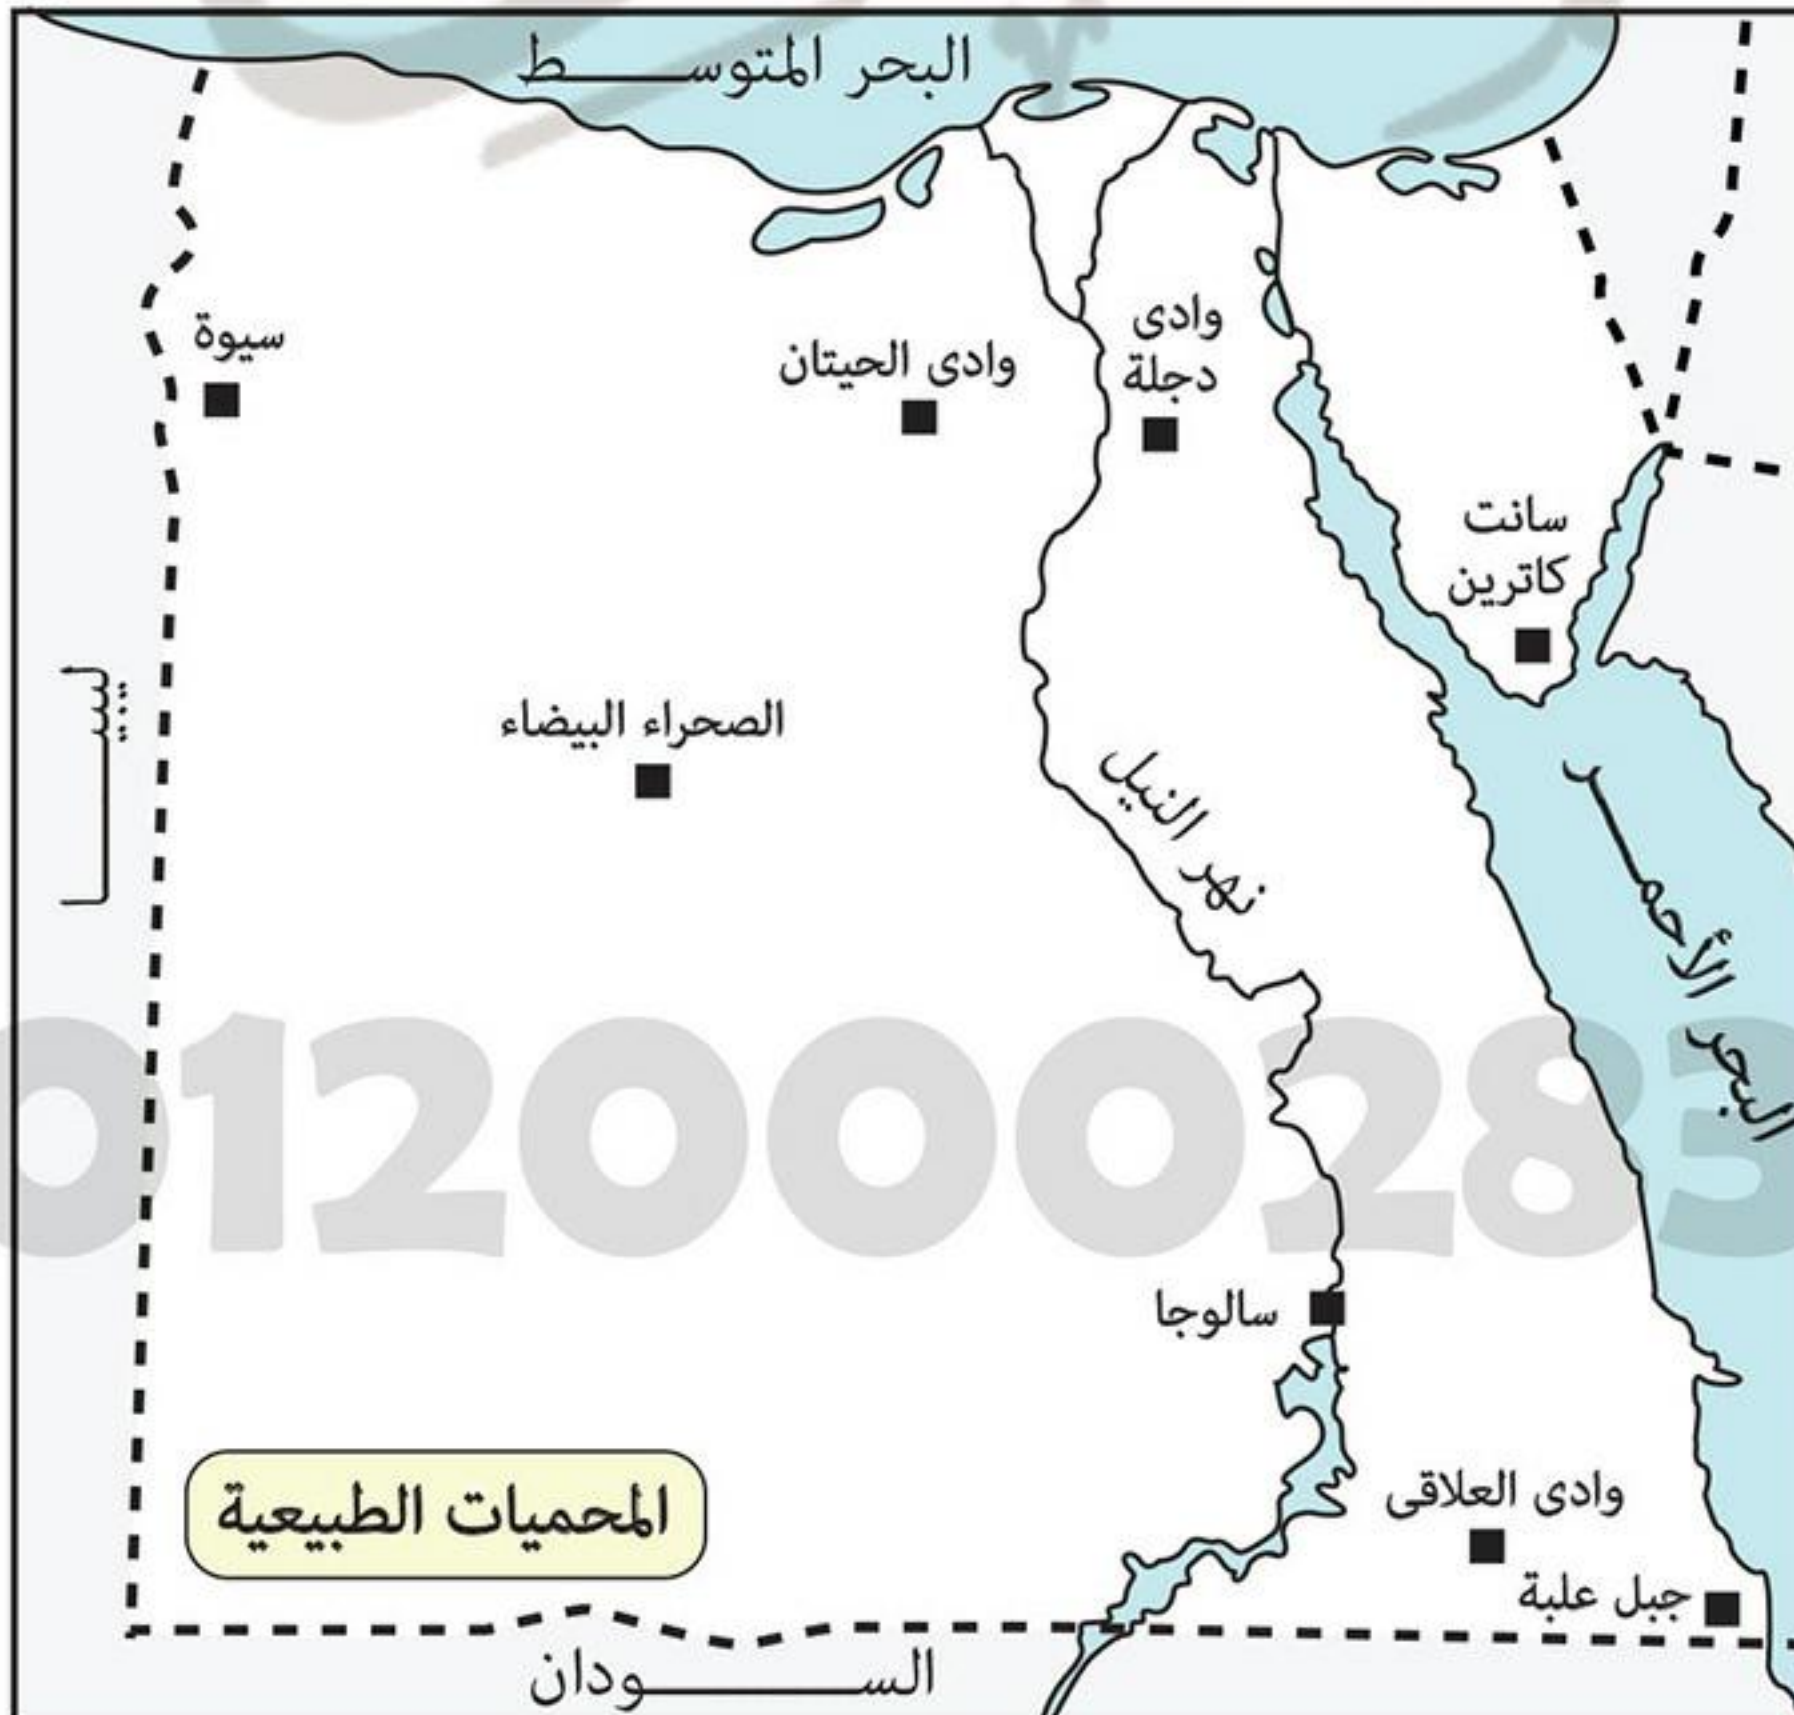 البحر المتوسط
سيوة
وادى الحيتان
وادى
دجلة
سانت
كاترين
الصحراء البيضاء
ليبيا
نهر النيل
البحر الأحمر
012000283
سالوجا
وادى العلاقى
جبل علبة
المحميات الطبيعية
السودان